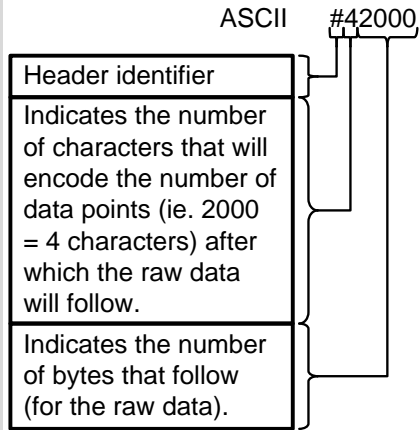 ASCII #42000
Header identifier
Indicates the number
of characters that will
encode the number of
data points (ie. 2000
= 4 characters) after
which the raw data
will follow.
Indicates the number
of bytes that follow
(for the raw data).